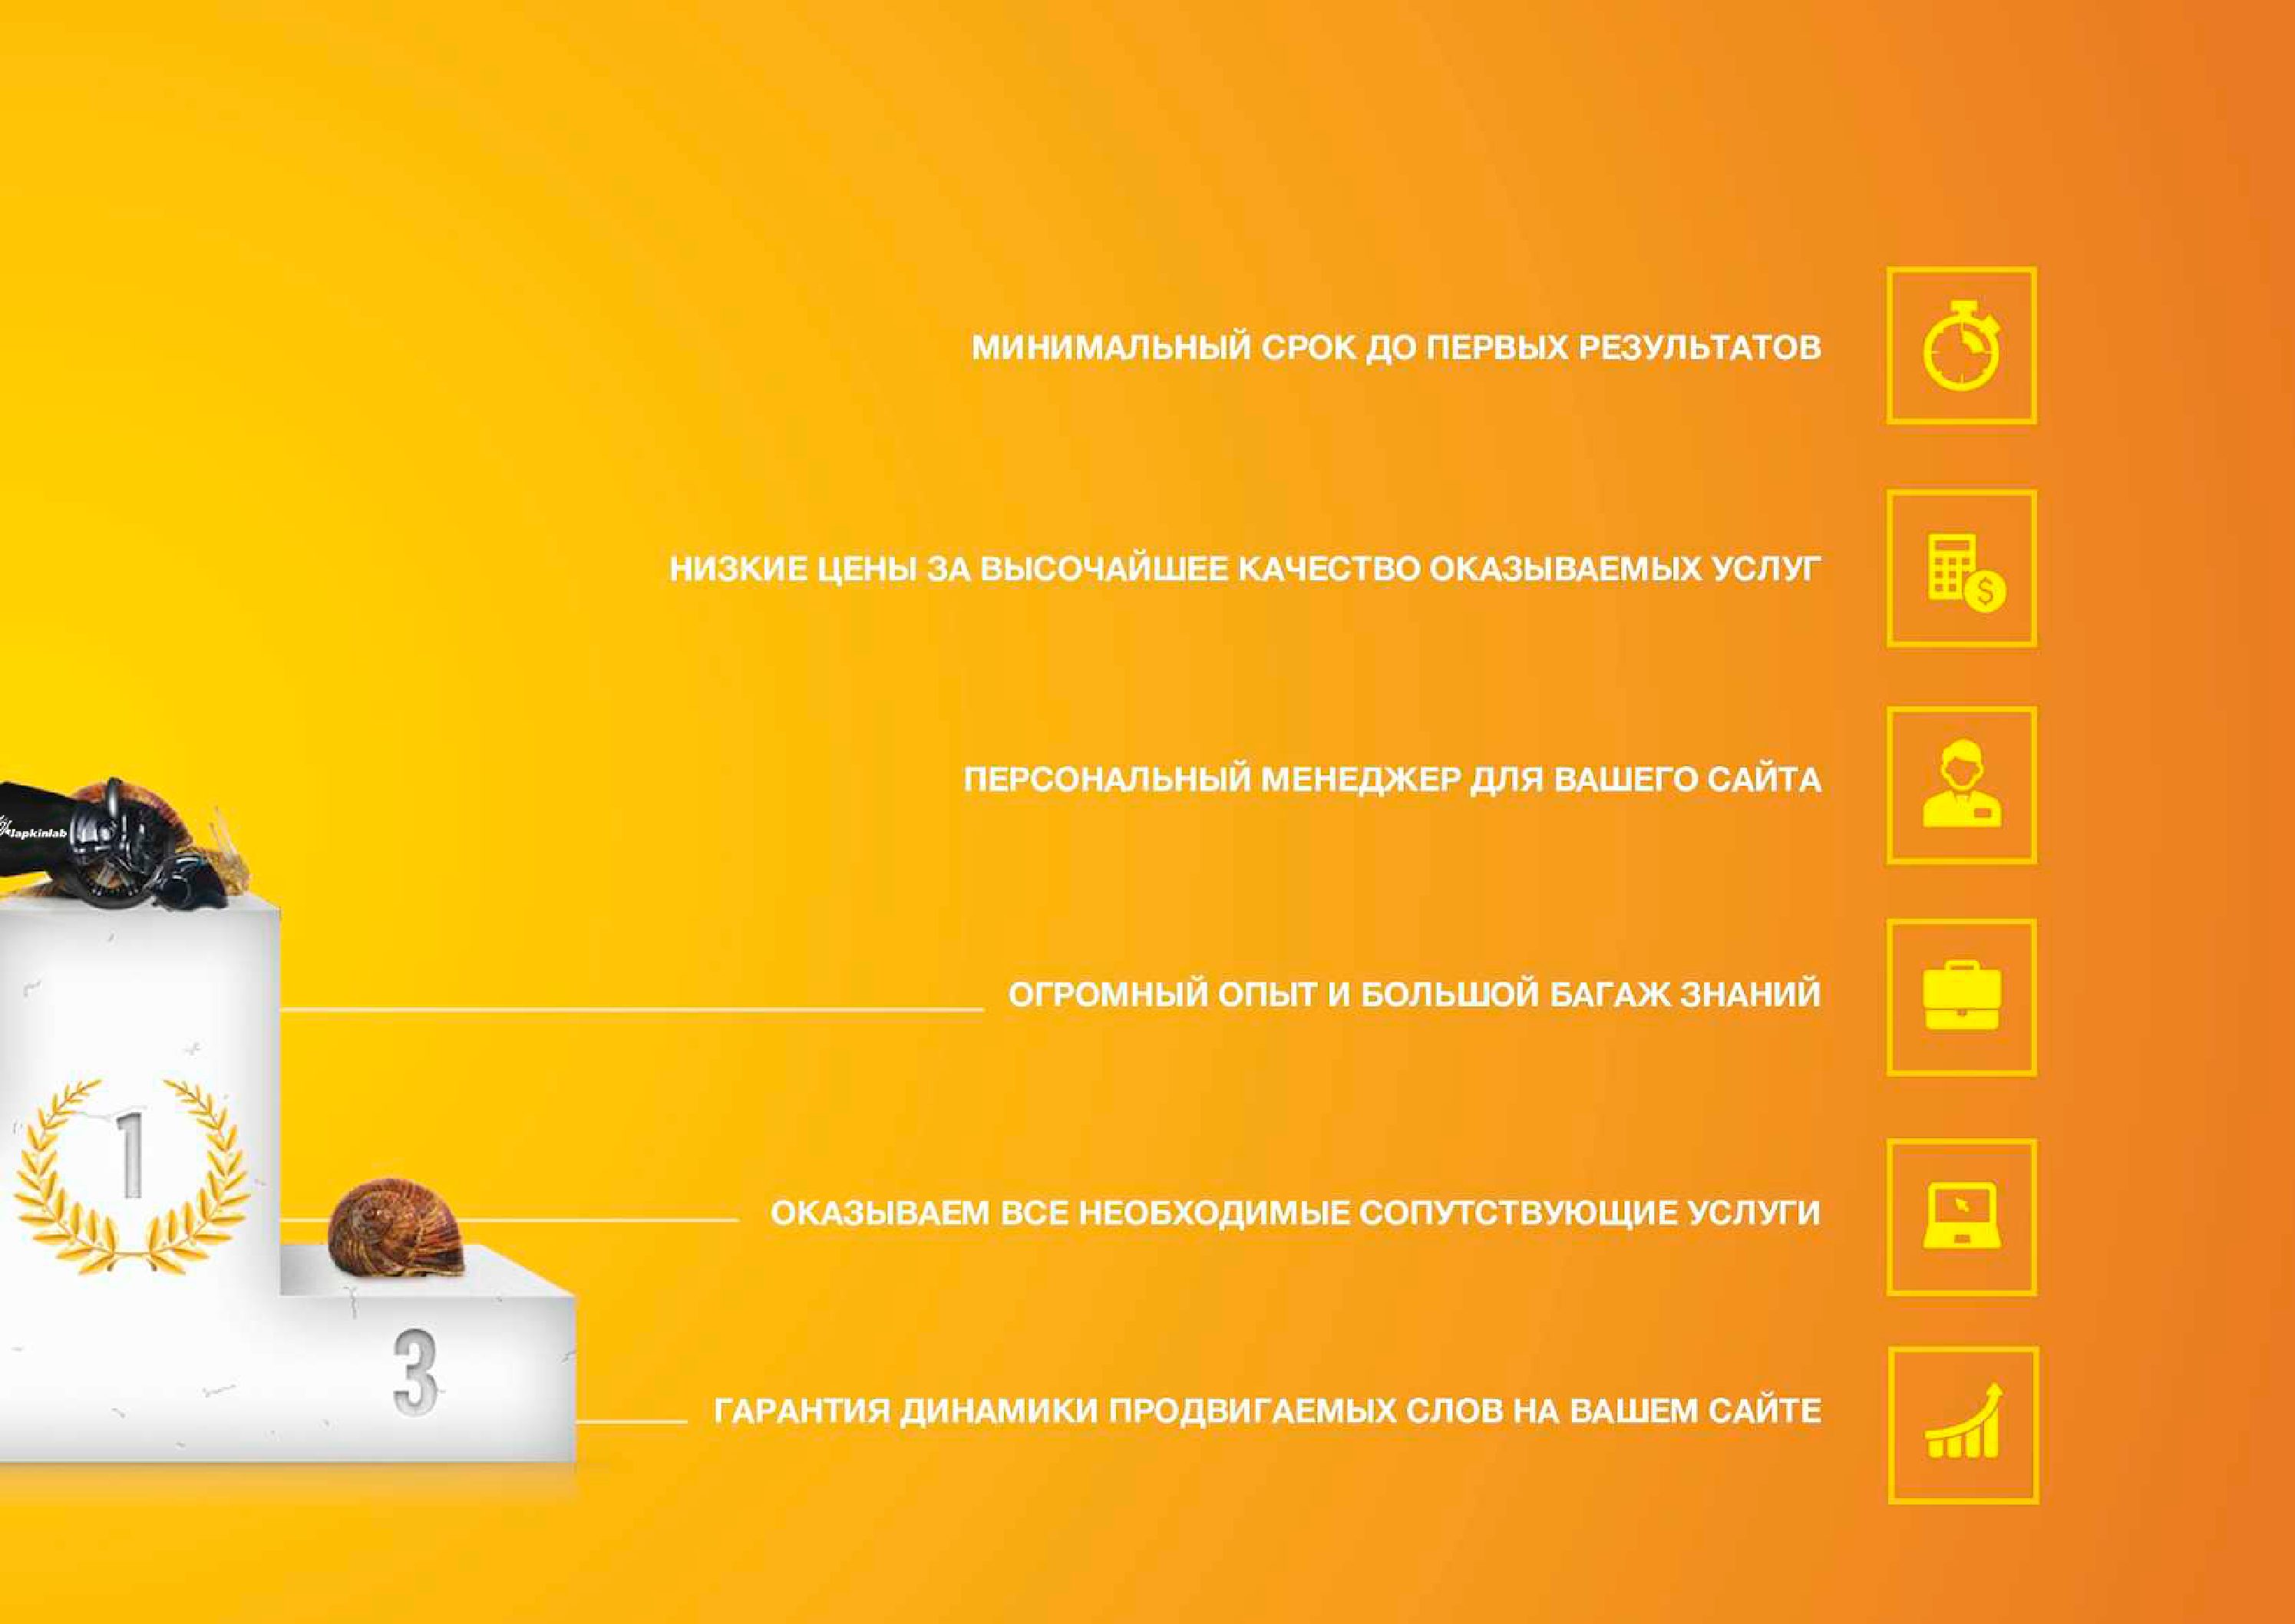 МИНИМАЛЬНЫЙ СРОК ДО ПЕРВЫХ РЕЗУЛЬТАТОВ
НИЗКИЕ ЦЕНЫ ЗА ВЫСОЧАЙШЕЕ КАЧЕСТВО ОКАЗЫВАЕМЫХ УСЛУГ
$
ПЕРСОНАЛЬНЫЙ МЕНЕДЖЕР ДЛЯ ВАШЕГО САЙТА
lapkinlab
ОГРОМНЫЙ ОПЫТ И БОЛЬШОЙ БАГАЖ ЗНАНИЙ
1
ОКАЗЫВАЕМ ВСЕ НЕОБХОДИМЫЕ СОПУТСТВУЮЩИЕ УСЛУГИ
3
ГАРАНТИЯ ДИНАМИКИ ПРОДВИГАЕМЫХ СЛОВ НА ВАШЕМ САЙТЕ